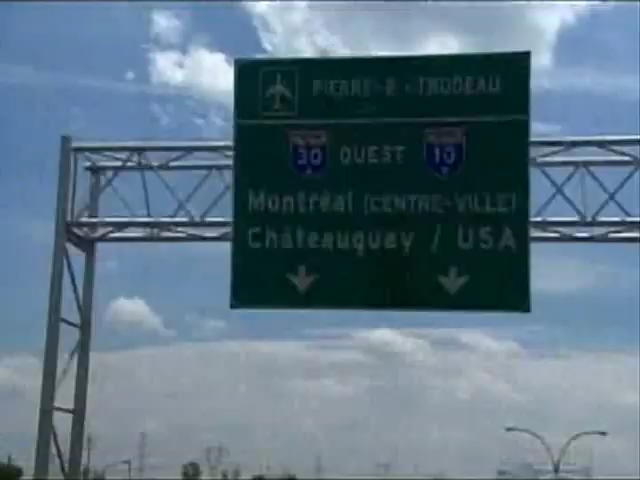 PIERRE-E.-TRUDEAU
30 OUEST 10
Montréal (CENTRE-VILLE)
Châteauguay / USA